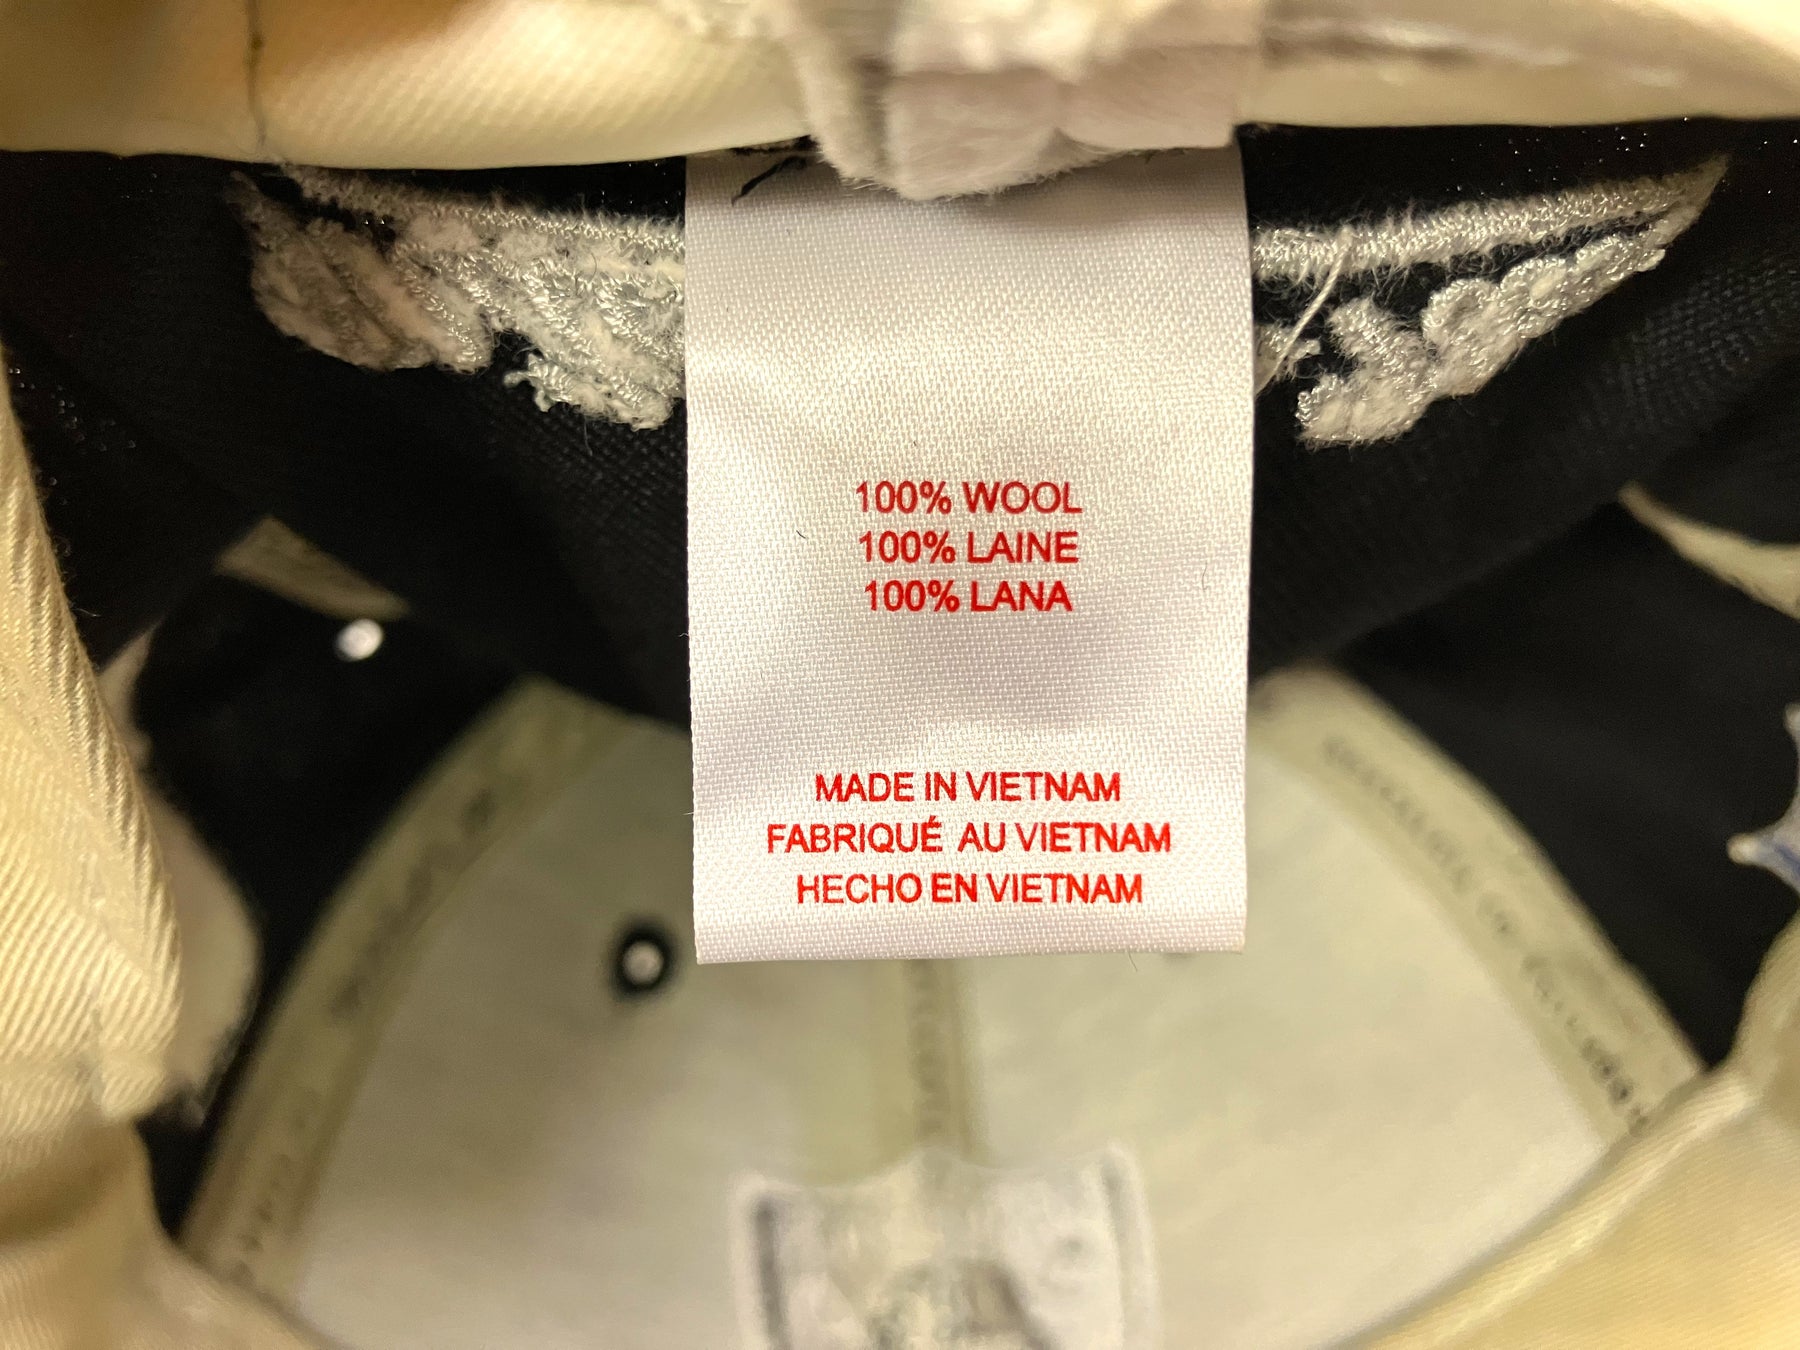 100% WOOL
100% LAINE
100% LANA
MADE IN VIETNAM
FABRIQUÉ AU VIETNAM
HECHO EN VIETNAM